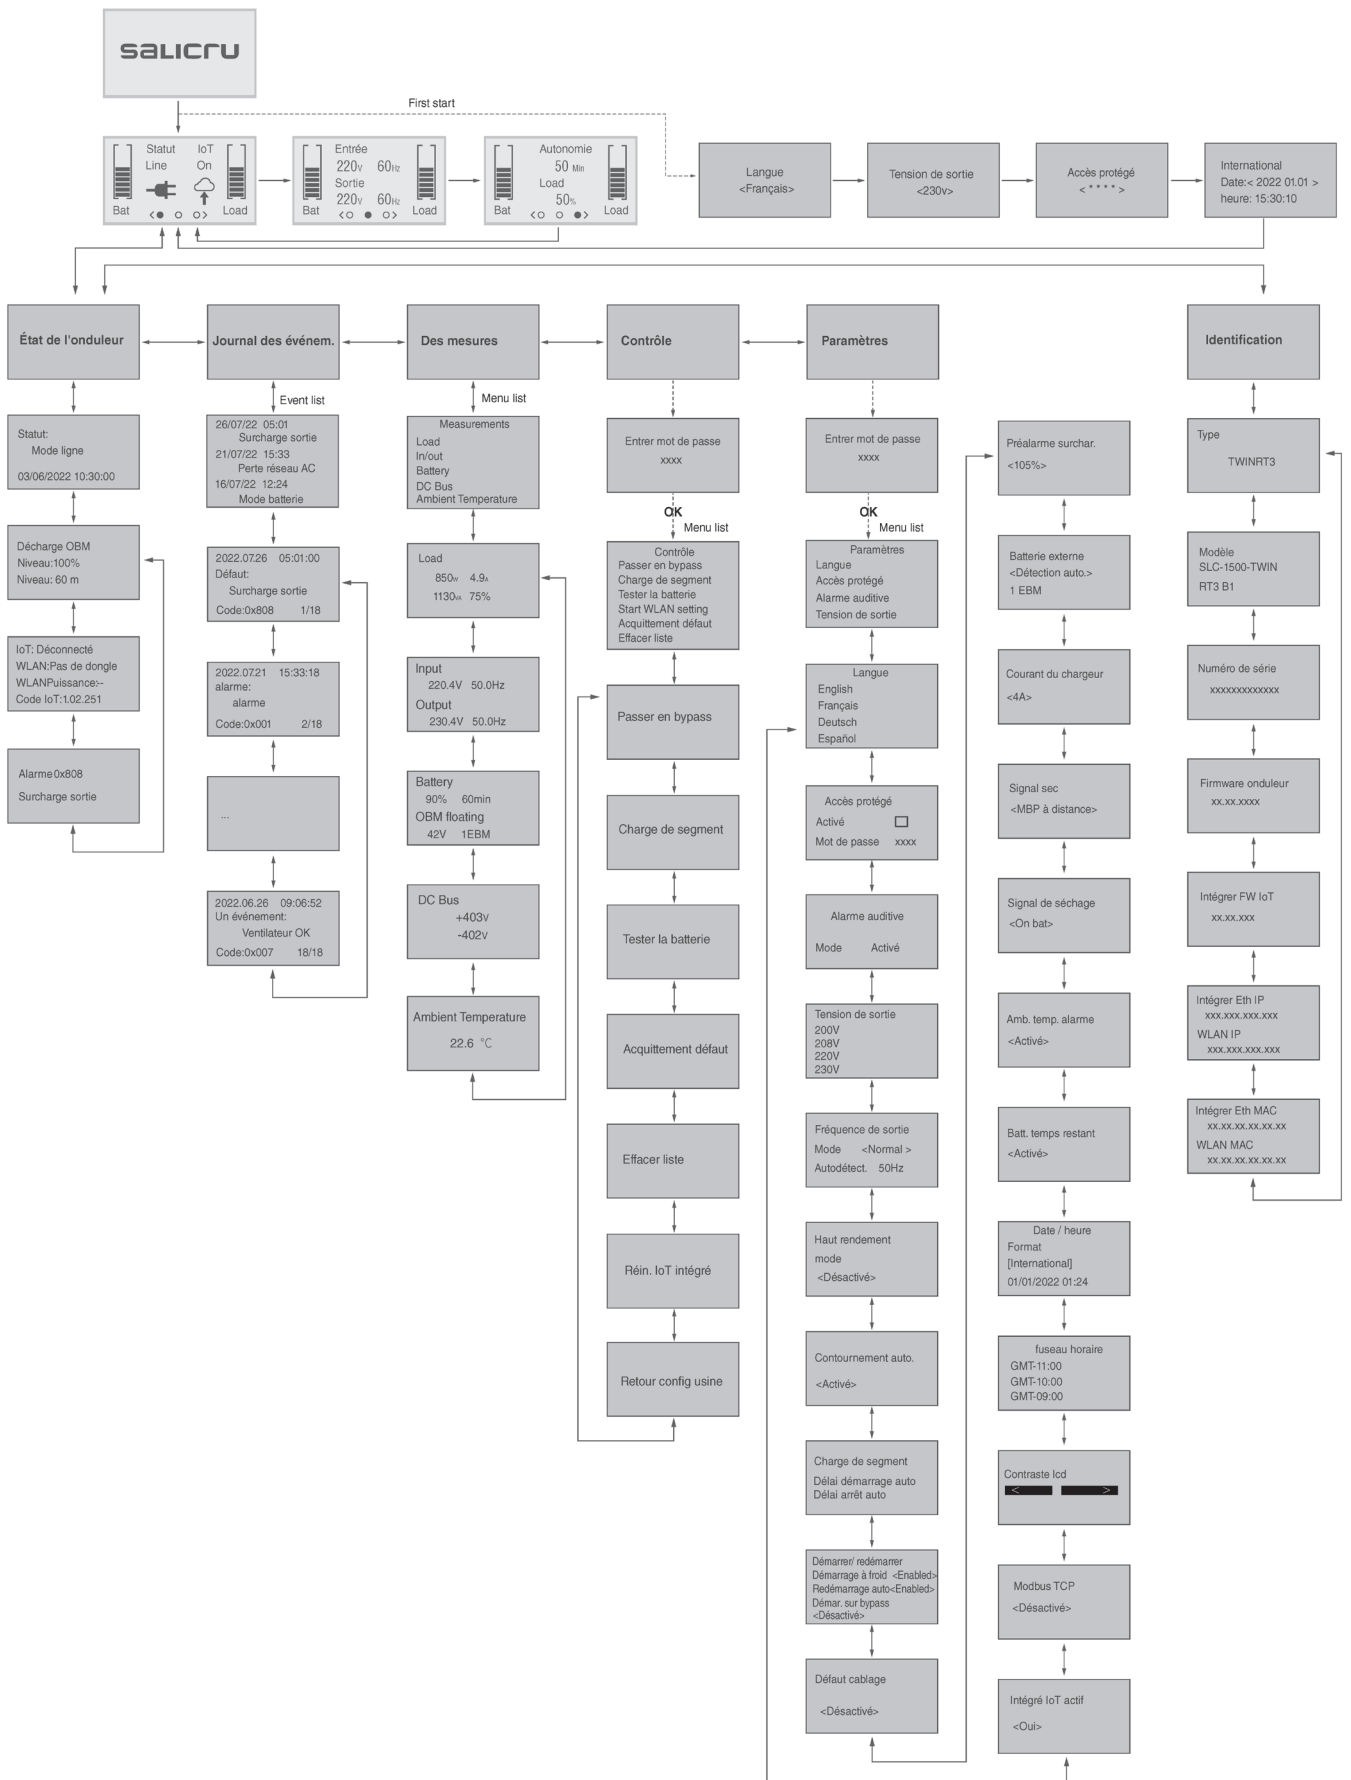 salicru
First start
Statut IoT
Line On
Bat Load
< >
Entrée
220v 60Hz
Sortie
220v 60Hz
Bat Load
< >
Autonomie
50 Min
Load
50%
Bat Load
< >
Langue
<Français>
Tension de sortie
<230v>
Accès protégé
< * * * * >
International
Date:< 2022 01.01 >
heure: 15:30:10
État de l'onduleur
Journal des événem.
Des mesures
Contrôle
Paramètres
Identification
Statut:
Mode ligne
03/06/2022 10:30:00
Décharge OBM
Niveau:100%
Niveau: 60 m
IoT: Déconnecté
WLAN:Pas de dongle
WLANPuissance:--
Code IoT:1.02.251
Alarme 0x808
Surcharge sortie
Event list
26/07/22 05:01
Surcharge sortie
21/07/22 15:33
Perte réseau AC
16/07/22 12:24
Mode batterie
2022.07.26 05:01:00
Défaut:
Surcharge sortie
Code:0x808 1/18
2022.07.21 15:33:18
alarme:
alarme
Code:0x001 2/18
...
2022.06.26 09:06:52
Un événement:
Ventilateur OK
Code:0x007 18/18
Menu list
Measurements
Load
In/out
Battery
DC Bus
Ambient Temperature
Load
850w 4.9A
1130VA 75%
Input
220.4V 50.0Hz
Output
230.4V 50.0Hz
Battery
90% 60min
OBM floating
42V 1EBM
DC Bus
+403V
-402V
Ambient Temperature
22.6 °C
Entrer mot de passe
xxxx
OK
Menu list
Contrôle
Passer en bypass
Charge de segment
Tester la batterie
Start WLAN setting
Acquittement défaut
Effacer liste
Passer en bypass
Charge de segment
Tester la batterie
Acquittement défaut
Effacer liste
Réin. IoT intégré
Retour config usine
Entrer mot de passe
xxxx
OK
Menu list
Paramètres
Langue
Accès protégé
Alarme auditive
Tension de sortie
Langue
English
Français
Deutsch
Español
Accès protégé
Activé
Mot de passe xxxx
Alarme auditive
Mode Activé
Tension de sortie
200V
208V
220V
230V
Fréquence de sortie
Mode <Normal >
Autodétect. 50Hz
Haut rendement
mode
<Désactivé>
Contournement auto.
<Activé>
Charge de segment
Délai démarrage auto
Délai arrêt auto
Démarrer/ redémarrer
Démarrage à froid <Enabled>
Redémarrage auto<Enabled>
Démar. sur bypass
<Désactivé>
Défaut cablage
<Désactivé>
Préalarme surchar.
<105%>
Batterie externe
<Détection auto.>
1 EBM
Courant du chargeur
<4A>
Signal sec
<MBP à distance>
Signal de séchage
<On bat>
Amb. temp. alarme
<Activé>
Batt. temps restant
<Activé>
Date / heure
Format
[International]
01/01/2022 01:24
fuseau horaire
GMT-11:00
GMT-10:00
GMT-09:00
Contraste lcd
< >
Modbus TCP
<Désactivé>
Intégré IoT actif
<Oui>
Type
TWINRT3
Modèle
SLC-1500-TWIN
RT3 B1
Numéro de série
xxxxxxxxxxxxx
Firmware onduleur
xx.xx.xxxx
Intégrer FW IoT
xx.xx.xxx
Intégrer Eth IP
xxx.xxx.xxx.xxx
WLAN IP
xxx.xxx.xxx.xxx
Intégrer Eth MAC
xx.xx.xx.xx.xx.xx
WLAN MAC
xx.xx.xx.xx.xx.xx